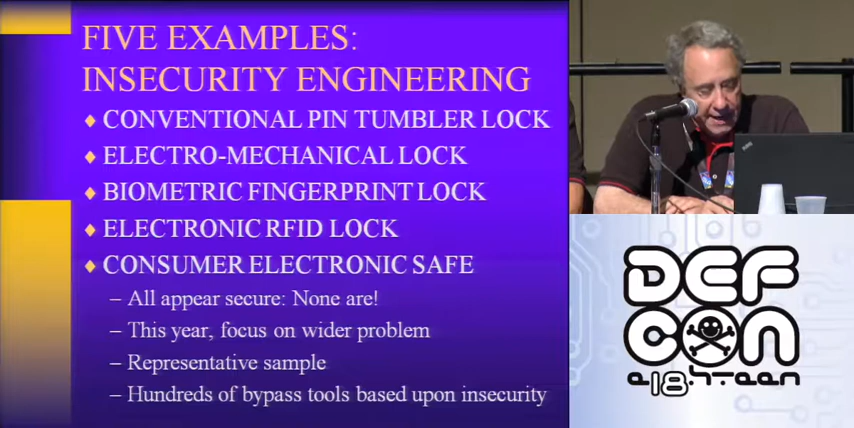 FIVE EXAMPLES:
INSECURITY ENGINEERING
CONVENTIONAL PIN TUMBLER LOCK
ELECTRO-MECHANICAL LOCK
BIOMETRIC FINGERPRINT LOCK
ELECTRONIC RFID LOCK
CONSUMER ELECTRONIC SAFE
– All appear secure: None are!
– This year, focus on wider problem
– Representative sample
– Hundreds of bypass tools based upon insecurity
DEF
CON
e18h.teen